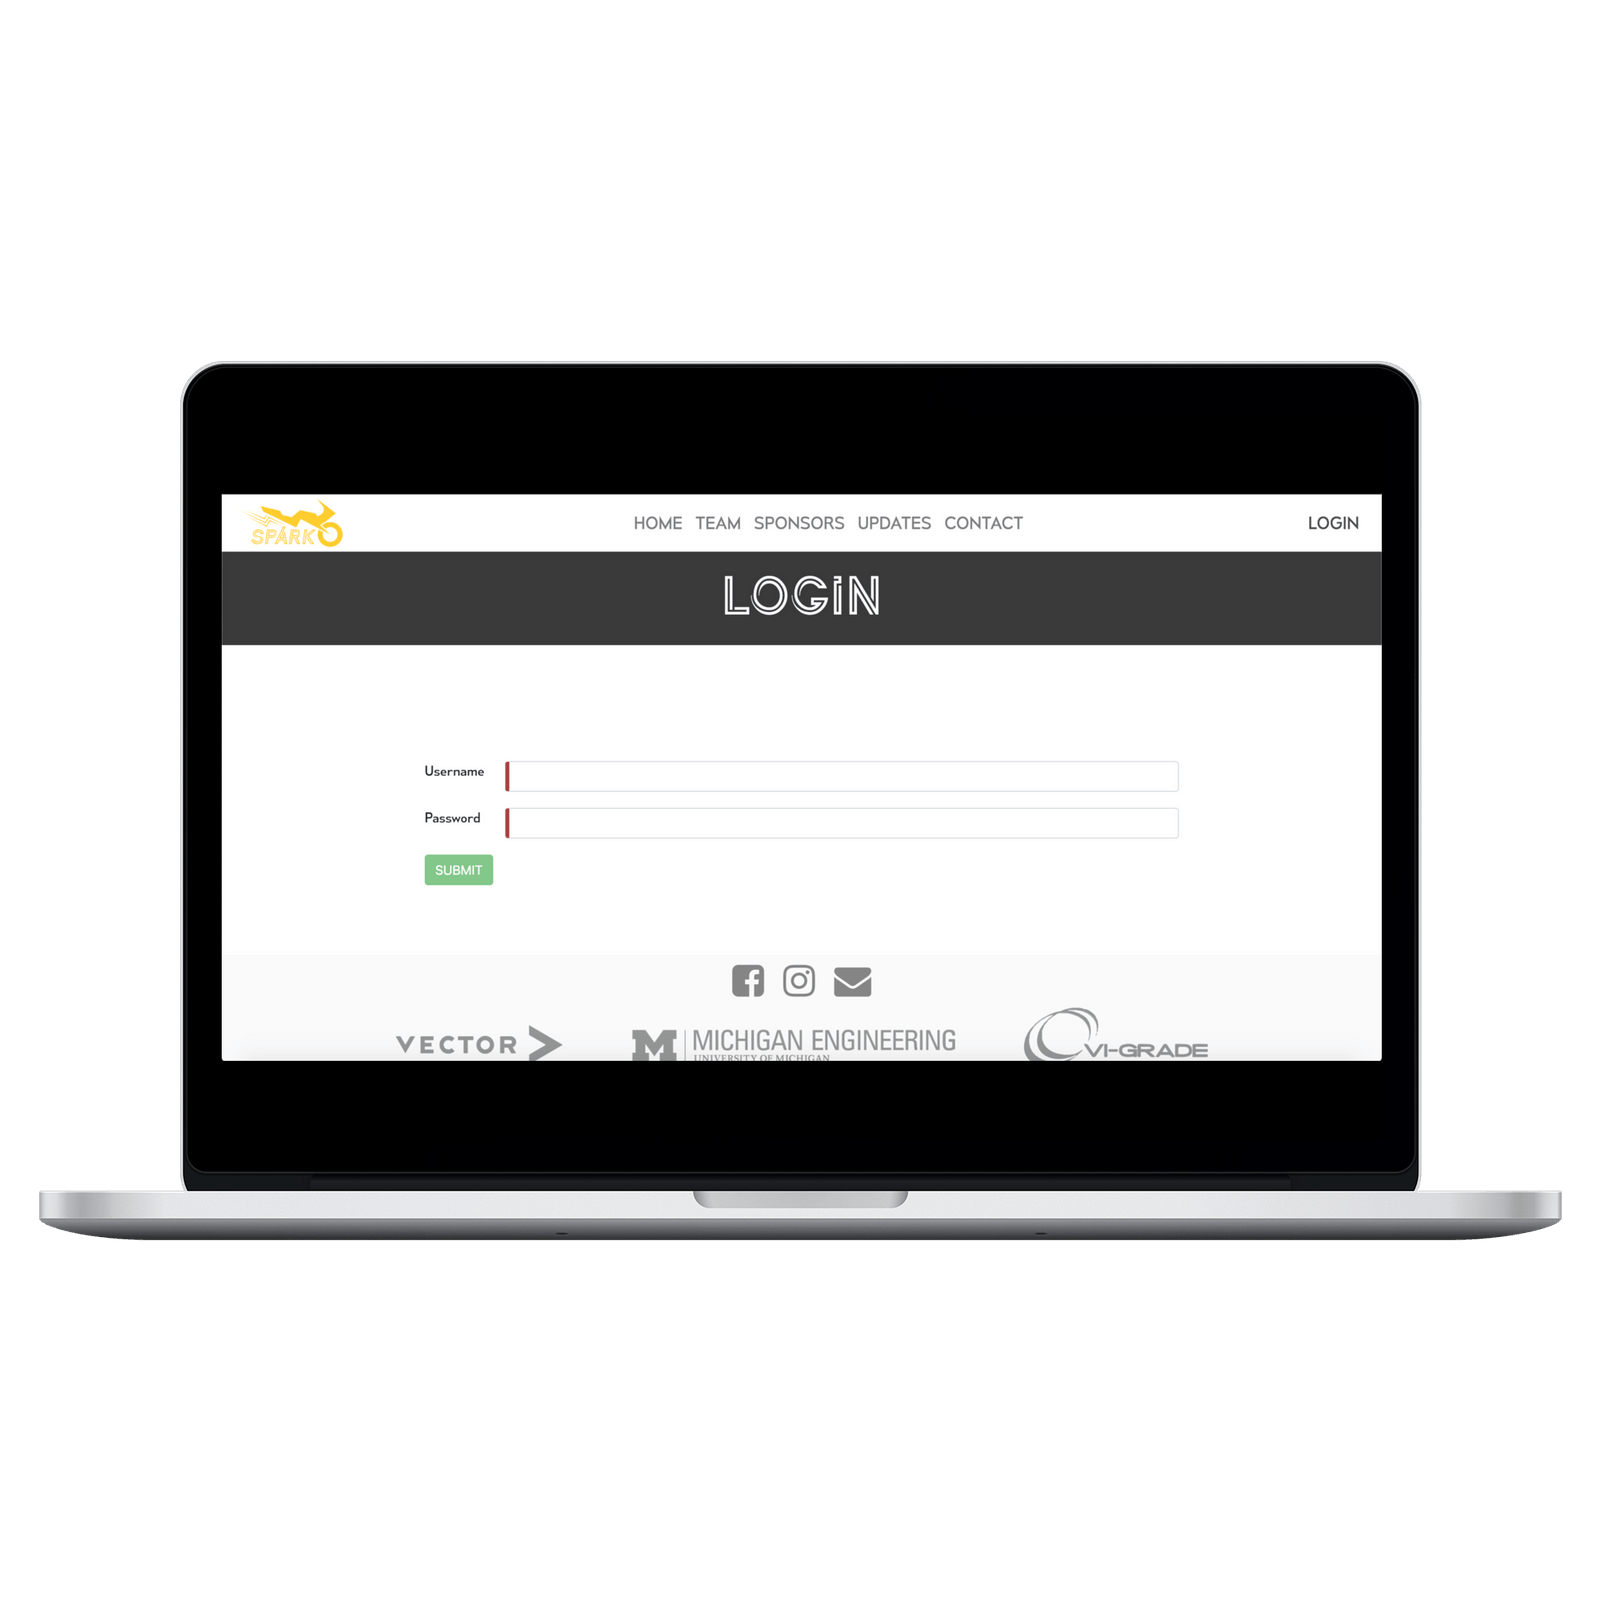 SPARK
HOME TEAM SPONSORS UPDATES CONTACT LOGIN
LOGIN
Username
Password
SUBMIT
VECTOR
MICHIGAN ENGINEERING
UNIVERSITY OF MICHIGAN
VI-GRADE